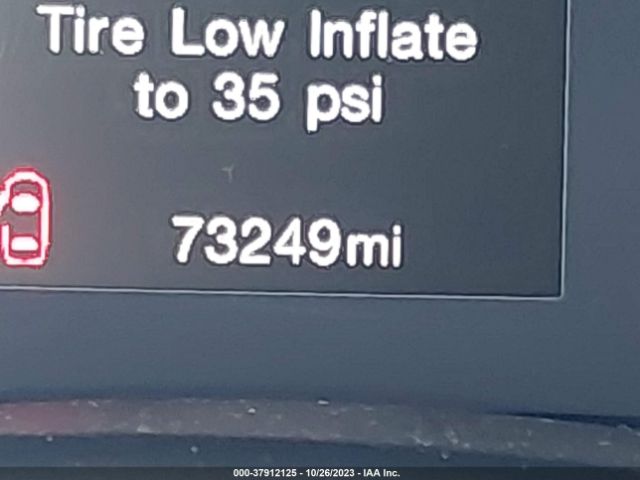 Tire Low Inflate
to 35 psi
73249mi
000-37912125 - 10/26/2023 - IAA Inc.